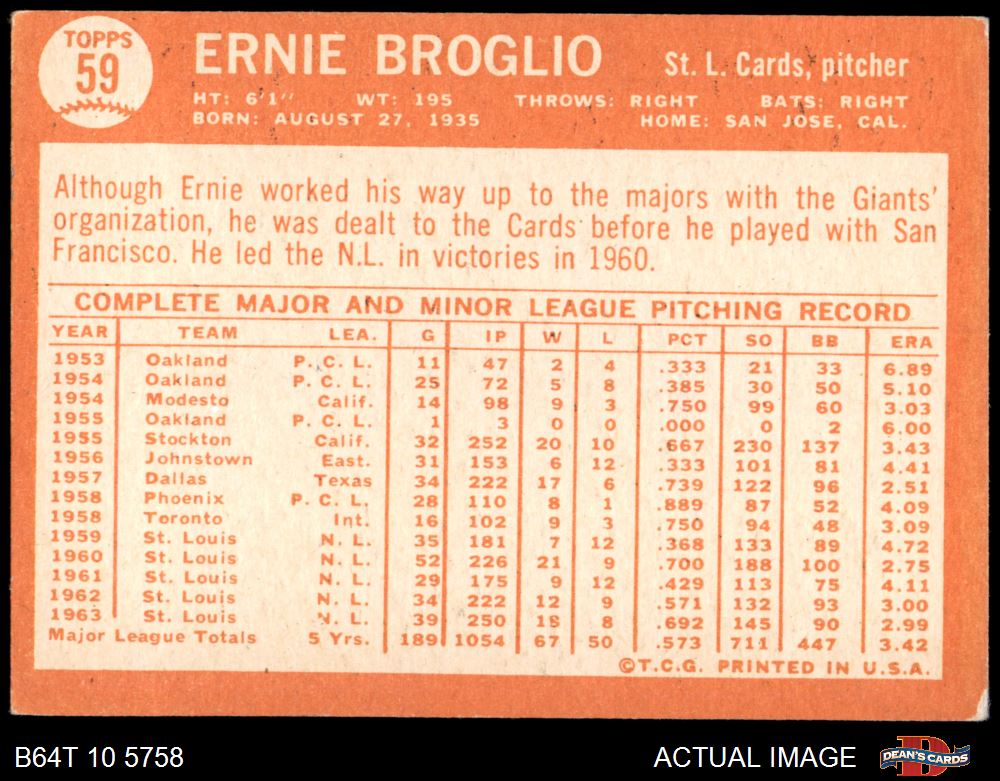 TOPPS
59
ERNIE BROGLIO
St. L. Cards, pitcher
HT: 6'1" WT: 195 THROWS: RIGHT BATS: RIGHT
BORN: AUGUST 27, 1935 HOME: SAN JOSE, CAL.
Although Ernie worked his way up to the majors with the Giants'
organization, he was dealt to the Cards before he played with San
Francisco. He led the N.L. in victories in 1960.
COMPLETE MAJOR AND MINOR LEAGUE PITCHING RECORD
YEAR TEAM LEA. G IP W L PCT SO BB ERA
1953 Oakland P. C. L. 11 47 2 4 .333 21 33 6.89
1954 Oakland P. C. L. 25 72 5 8 .385 30 50 5.10
1954 Modesto Calif. 14 98 9 3 .750 99 60 3.03
1955 Oakland P. C. L. 1 3 0 0 .000 0 2 6.00
1955 Stockton Calif. 32 252 20 10 .667 230 137 3.43
1956 Johnstown East. 31 153 6 12 .333 101 81 4.41
1957 Dallas Texas 34 222 17 6 .739 122 96 2.51
1958 Phoenix P. C. L. 28 110 8 1 .889 87 52 4.09
1958 Toronto Int. 16 102 9 3 .750 94 48 3.09
1959 St. Louis N. L. 35 181 7 12 .368 133 89 4.72
1960 St. Louis N. L. 52 226 21 9 .700 188 100 2.75
1961 St. Louis N. L. 29 175 9 12 .429 113 75 4.11
1962 St. Louis N. L. 34 222 12 9 .571 132 93 3.00
1963 St. Louis N. L. 39 250 18 8 .692 145 90 2.99
Major League Totals 5 Yrs. 189 1054 67 50 .573 711 447 3.42
©T.C.G. PRINTED IN U.S.A.
B64T 10 5758 ACTUAL IMAGE DEAN'S CARDS